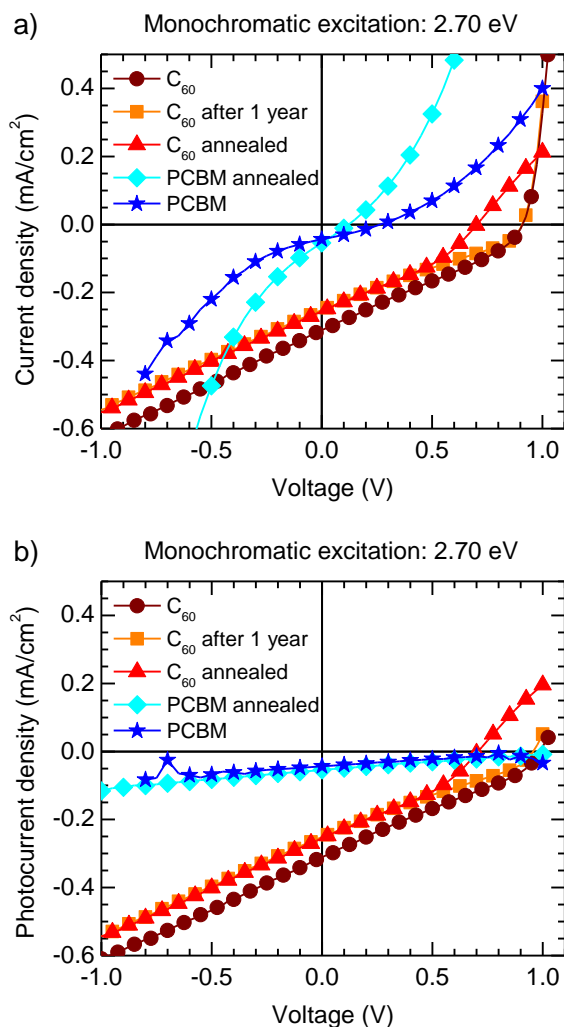 a) Monochromatic excitation: 2.70 eV
C₆₀
C₆₀ after 1 year
C₆₀ annealed
PCBM annealed
PCBM
Current density (mA/cm²)
0.4
0.2
0.0
-0.2
-0.4
-0.6
-1.0 -0.5 0.0 0.5 1.0
Voltage (V)
b) Monochromatic excitation: 2.70 eV
C₆₀
C₆₀ after 1 year
C₆₀ annealed
PCBM annealed
PCBM
Photocurrent density (mA/cm²)
0.4
0.2
0.0
-0.2
-0.4
-0.6
-1.0 -0.5 0.0 0.5 1.0
Voltage (V)